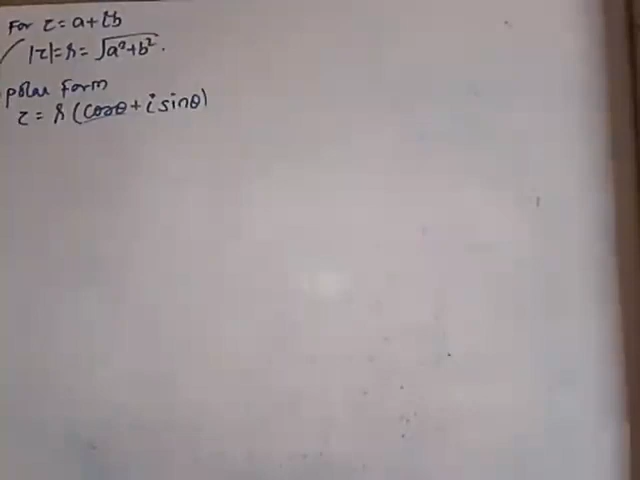 For z = a + ib
|z| = r = √a²+b².
polar Form
z = r (cosθ + i sinθ)